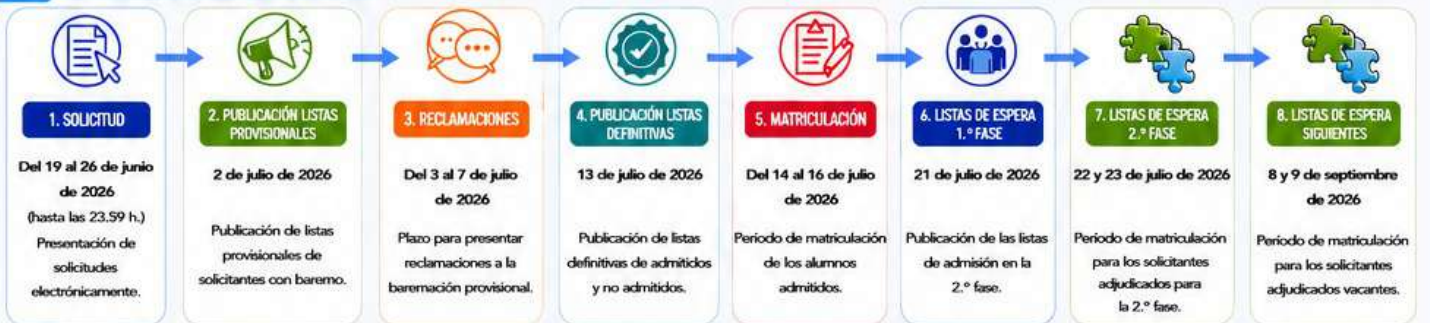 1. SOLICITUD
Del 19 al 26 de junio
de 2026
(hasta las 23.59 h.)
Presentación de
solicitudes
electrónicamente.
2. PUBLICACIÓN LISTAS
PROVISIONALES
2 de julio de 2026
Publicación de listas
provisionales de
solicitantes con baremo.
3. RECLAMACIONES
Del 3 al 7 de julio
de 2026
Plazo para presentar
reclamaciones a la
baremación provisional.
4. PUBLICACIÓN LISTAS
DEFINITIVAS
13 de julio de 2026
Publicación de listas
definitivas de admitidos
y no admitidos.
5. MATRICULACIÓN
Del 14 al 16 de julio
de 2026
Período de matriculación
de los alumnos
admitidos.
6. LISTAS DE ESPERA
1.ª FASE
21 de julio de 2026
Publicación de las listas
de admisión en la
2.ª fase.
7. LISTAS DE ESPERA
2.ª FASE
22 y 23 de julio de 2026
Período de matriculación
para los solicitantes
adjudicados para
la 2.ª fase.
8. LISTAS DE ESPERA
SIGUIENTES
8 y 9 de septiembre
de 2026
Período de matriculación
para los solicitantes
adjudicados vacantes.